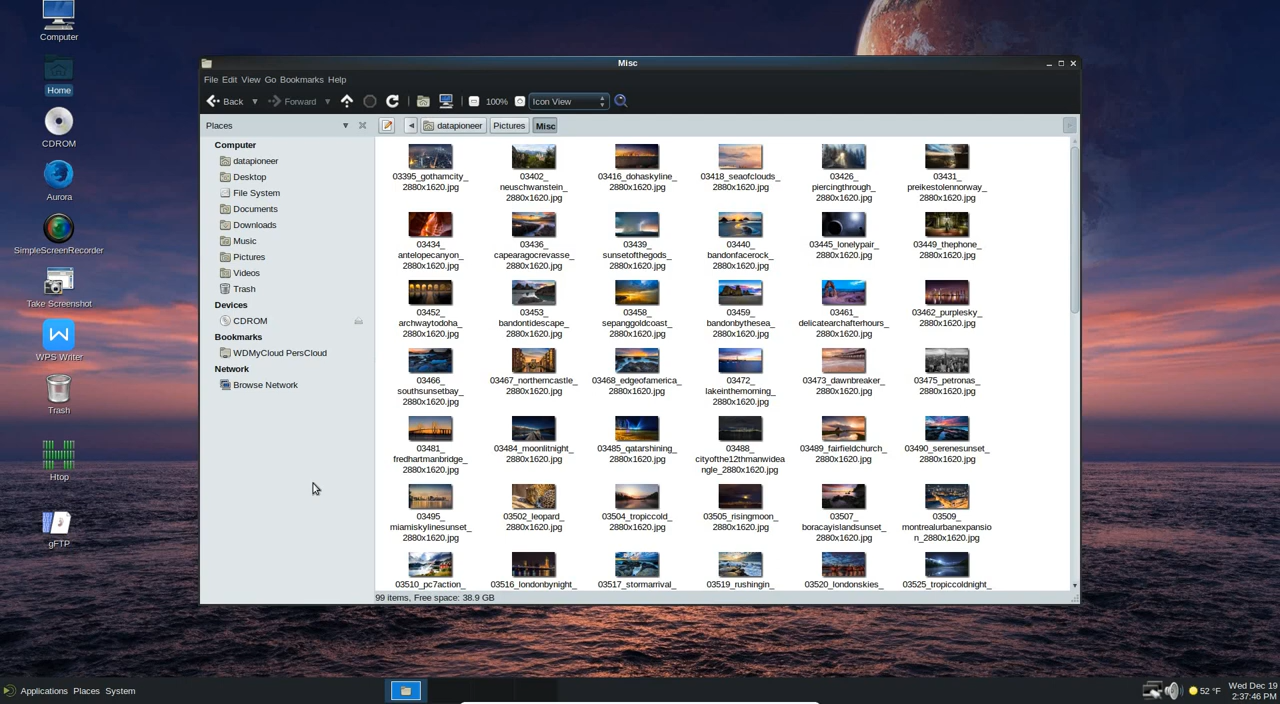 Computer
Home
CDROM
Aurora
SimpleScreenRecorder
Take Screenshot
WPS Writer
Trash
Htop
gFTP
Misc
File Edit View Go Bookmarks Help
Back Forward 100% Icon View
Places datapioneer Pictures Misc
Computer
datapioneer
Desktop
File System
Documents
Downloads
Music
Pictures
Videos
Trash
Devices
CDROM
Bookmarks
WDMyCloud PersCloud
Network
Browse Network
03395_gothamcity_
2880x1620.jpg
03402_
neuschwanstein_
2880x1620.jpg
03416_dohaskyline_
2880x1620.jpg
03418_seaofclouds_
2880x1620.jpg
03426_
piercingthrough_
2880x1620.jpg
03431_
preikestolennorway_
2880x1620.jpg
03434_
antelopecanyon_
2880x1620.jpg
03436_
capearagocrevasse_
2880x1620.jpg
03439_
sunsetofthegods_
2880x1620.jpg
03440_
bandonfacerock_
2880x1620.jpg
03445_lonelypair_
2880x1620.jpg
03449_thephone_
2880x1620.jpg
03452_
archwaytodoha_
2880x1620.jpg
03453_
bandontidescape_
2880x1620.jpg
03458_
sepanggoldcoast_
2880x1620.jpg
03459_
bandonbythesea_
2880x1620.jpg
03461_
delicatearchafterhours_
2880x1620.jpg
03462_purplesky_
2880x1620.jpg
03466_
southsunsetbay_
2880x1620.jpg
03467_northerncastle_
2880x1620.jpg
03468_edgeofamerica_
2880x1620.jpg
03472_
lakeinthemorning_
2880x1620.jpg
03473_dawnbreaker_
2880x1620.jpg
03475_petronas_
2880x1620.jpg
03481_
fredhartmanbridge_
2880x1620.jpg
03484_moonlitnight_
2880x1620.jpg
03485_qatarshining_
2880x1620.jpg
03488_
cityofthe12thmanwidea
ngle_2880x1620.jpg
03489_fairfieldchurch_
2880x1620.jpg
03490_serenesunset_
2880x1620.jpg
03495_
miamiskylinesunset_
2880x1620.jpg
03502_leopard_
2880x1620.jpg
03504_tropiccold_
2880x1620.jpg
03505_risingmoon_
2880x1620.jpg
03507_
boracayislandsunset_
2880x1620.jpg
03509_
montrealurbanexpansio
n_2880x1620.jpg
03510_pc7action_
03516_londonbynight_
03517_stormarrival_
03519_rushingin_
03520_londonskies_
03525_tropiccoldnight_
99 items, Free space: 38.9 GB
Applications Places System
52 °F
Wed Dec 19
2:37:46 PM